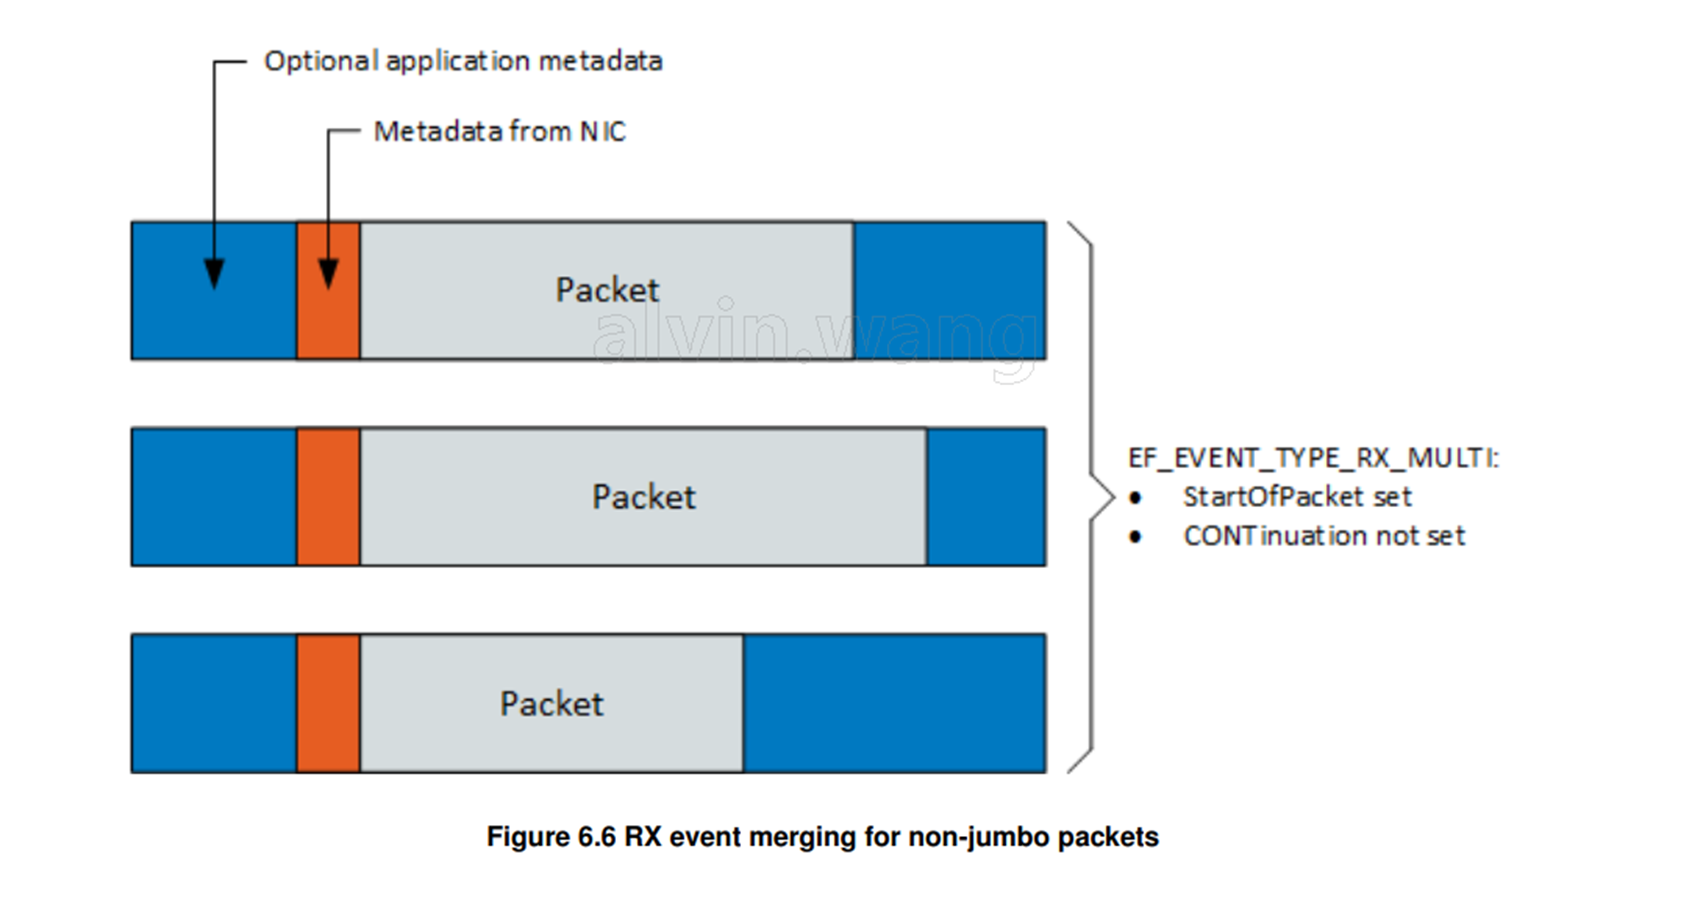 Optional application metadata
Metadata from NIC
Packet
alvin.wang
Packet
EF_EVENT_TYPE_RX_MULTI:
● StartOfPacket set
● CONTinuation not set
Packet
Figure 6.6 RX event merging for non-jumbo packets